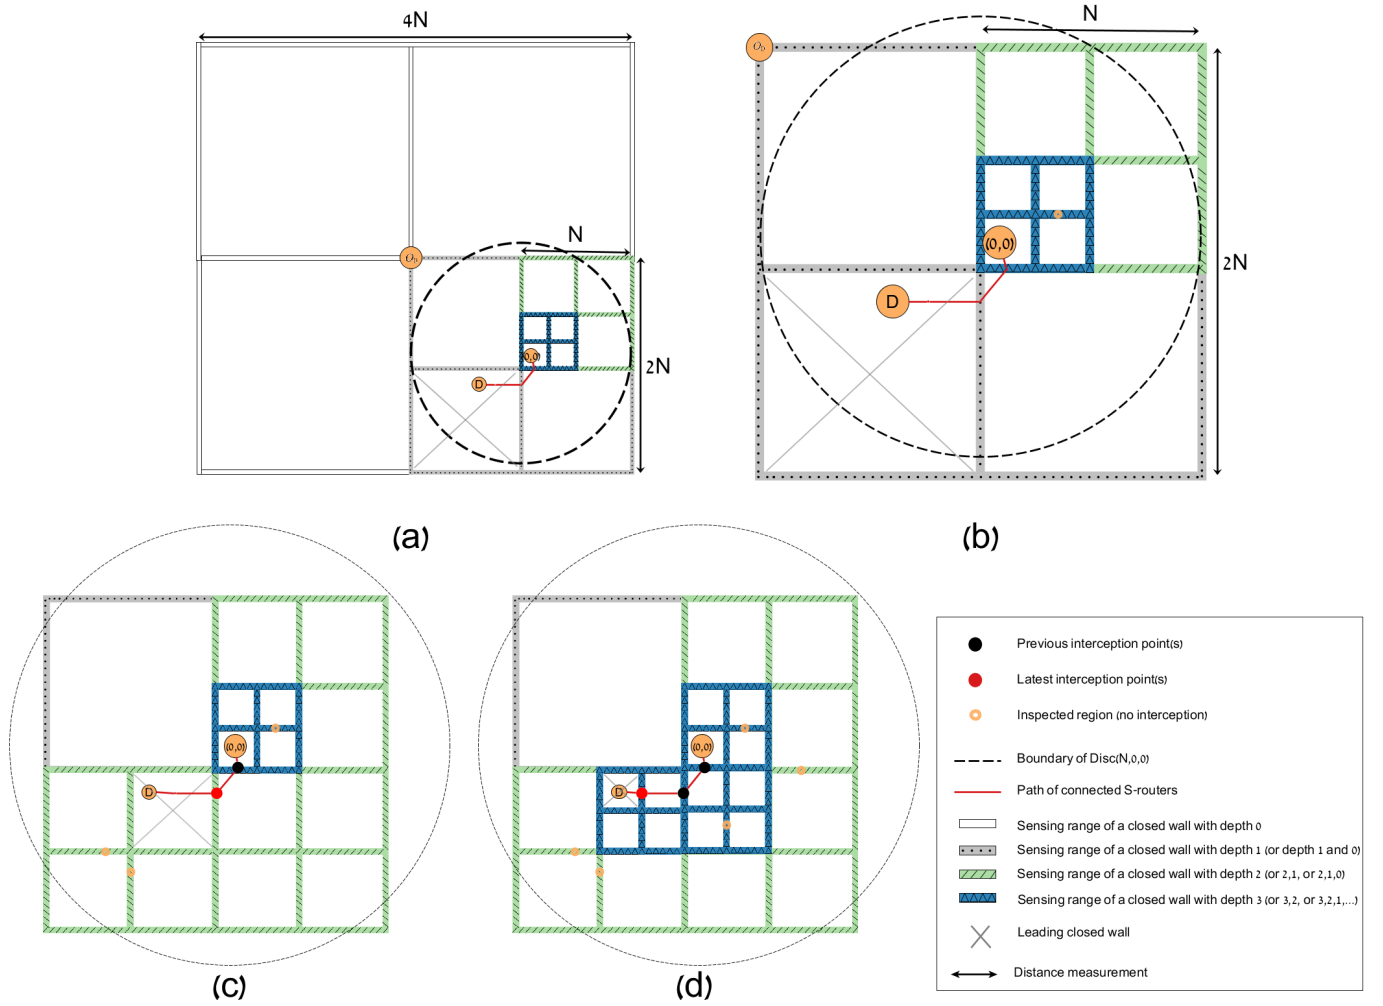 4N
O₀
N
(0,0)
D
2N
(a)
N
O₀
(0,0)
D
2N
(b)
(0,0)
D
(c)
(0,0)
D
(d)
Previous interception point(s)
Latest interception point(s)
Inspected region (no interception)
Boundary of Disc(N,0,0)
Path of connected S-routers
Sensing range of a closed wall with depth 0
Sensing range of a closed wall with depth 1 (or depth 1 and 0)
Sensing range of a closed wall with depth 2 (or 2,1, or 2,1,0)
Sensing range of a closed wall with depth 3 (or 3,2, or 3,2,1,...)
Leading closed wall
Distance measurement